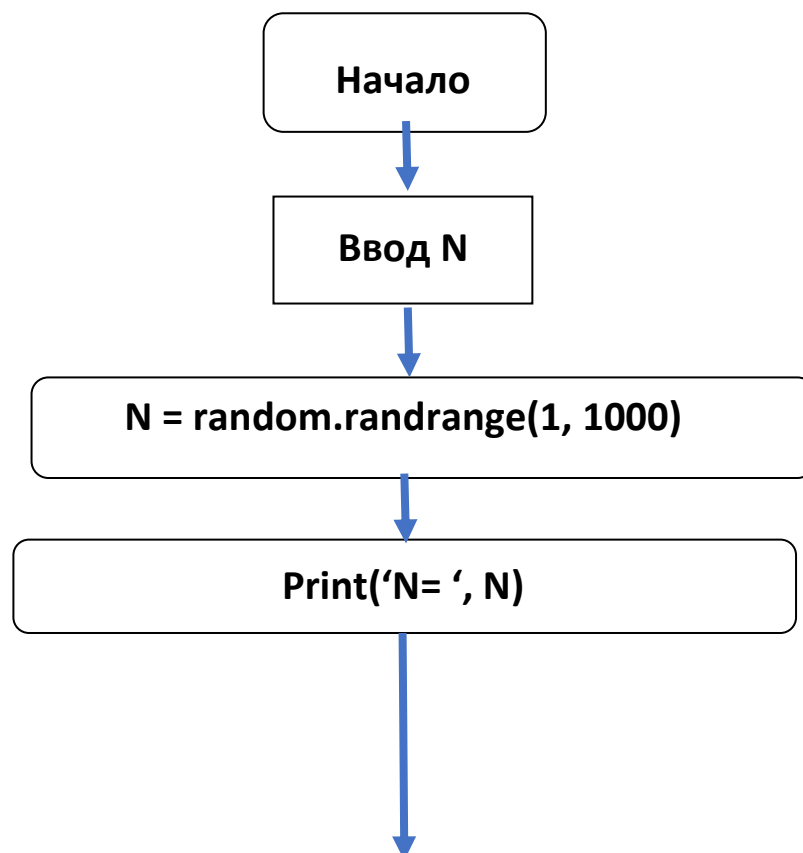 Начало
Ввод N
N = random.randrange(1, 1000)
Print(‘N= ‘, N)